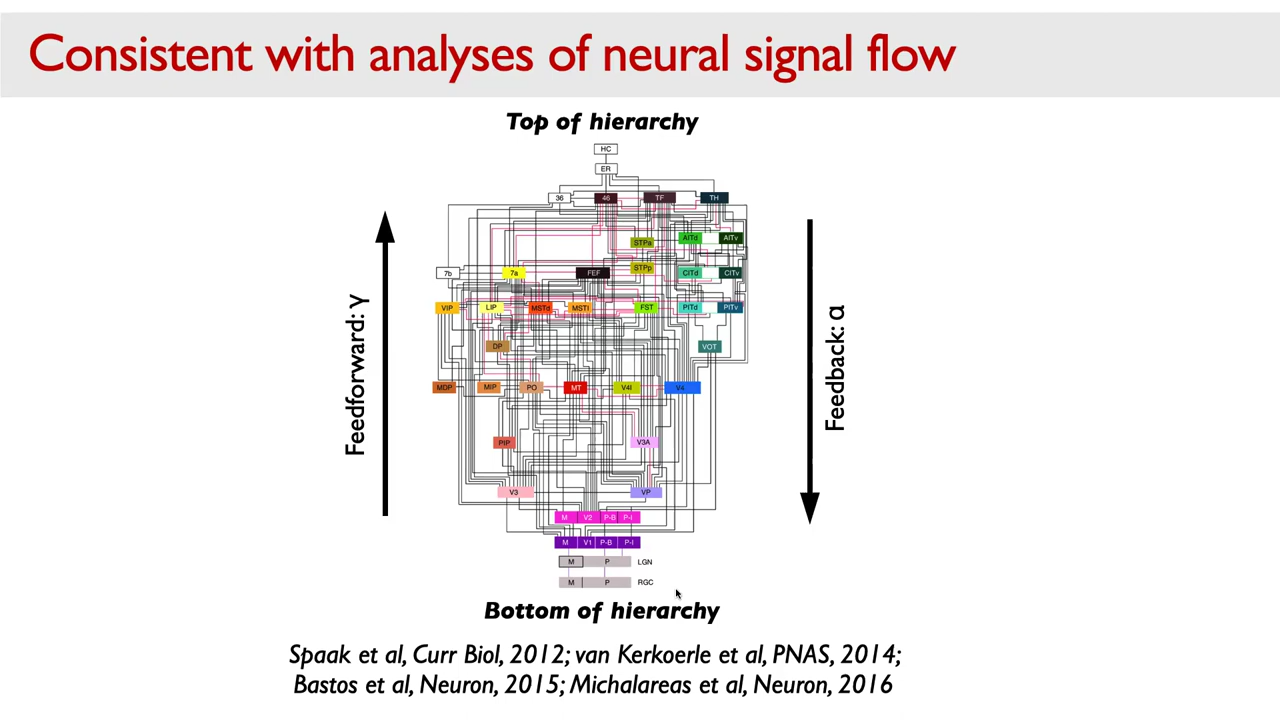 Consistent with analyses of neural signal flow
Top of hierarchy
HC
ER
36 46 TF TH
STPa AITd AITv
7b 7a FEF STPp CITd CITv
VIP LIP MSTd MSTl FST PITd PITv
DP VOT
MDP MIP PO MT V4t V4
PIP V3A
V3 VP
M V2 P-B P-I
M V1 P-B P-I
M P LGN
M P RGC
Feedforward: γ
Feedback: α
Bottom of hierarchy
Spaak et al, Curr Biol, 2012; van Kerkoerle et al, PNAS, 2014;
Bastos et al, Neuron, 2015; Michalareas et al, Neuron, 2016